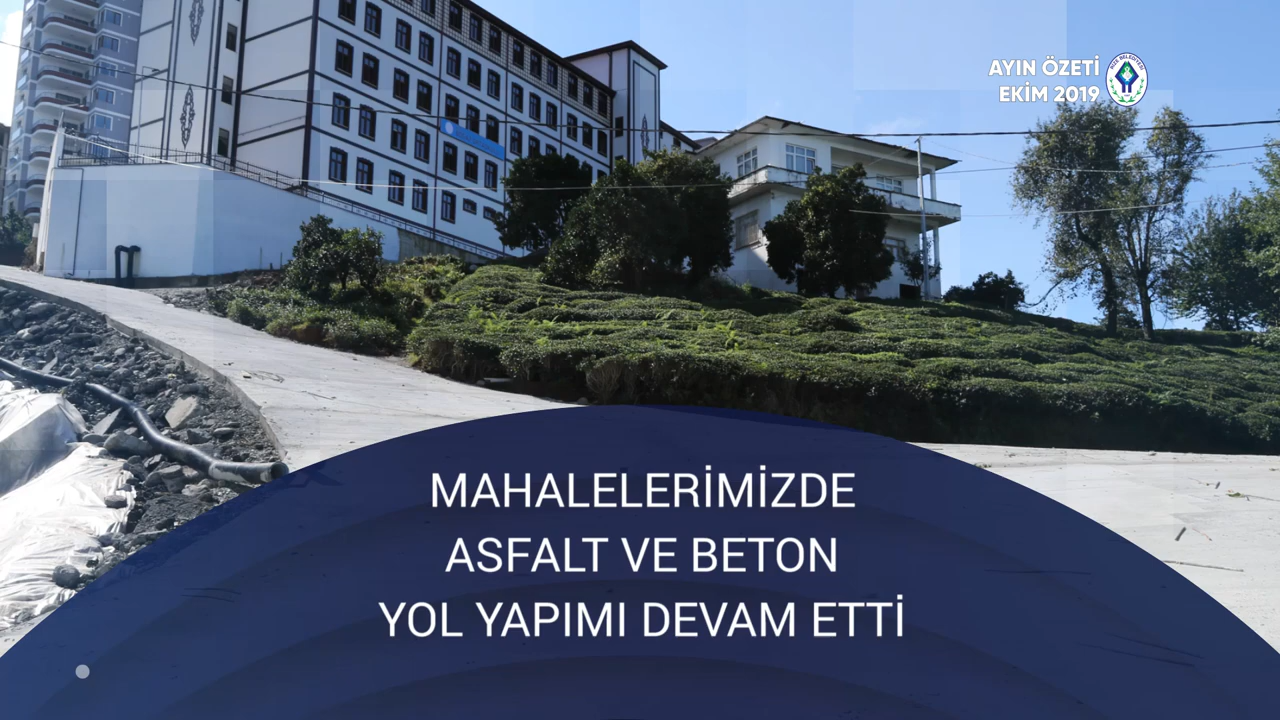 AYIN ÖZETİ
EKİM 2019
MAHALELERİMİZDE
ASFALT VE BETON
YOL YAPIMI DEVAM ETTİ